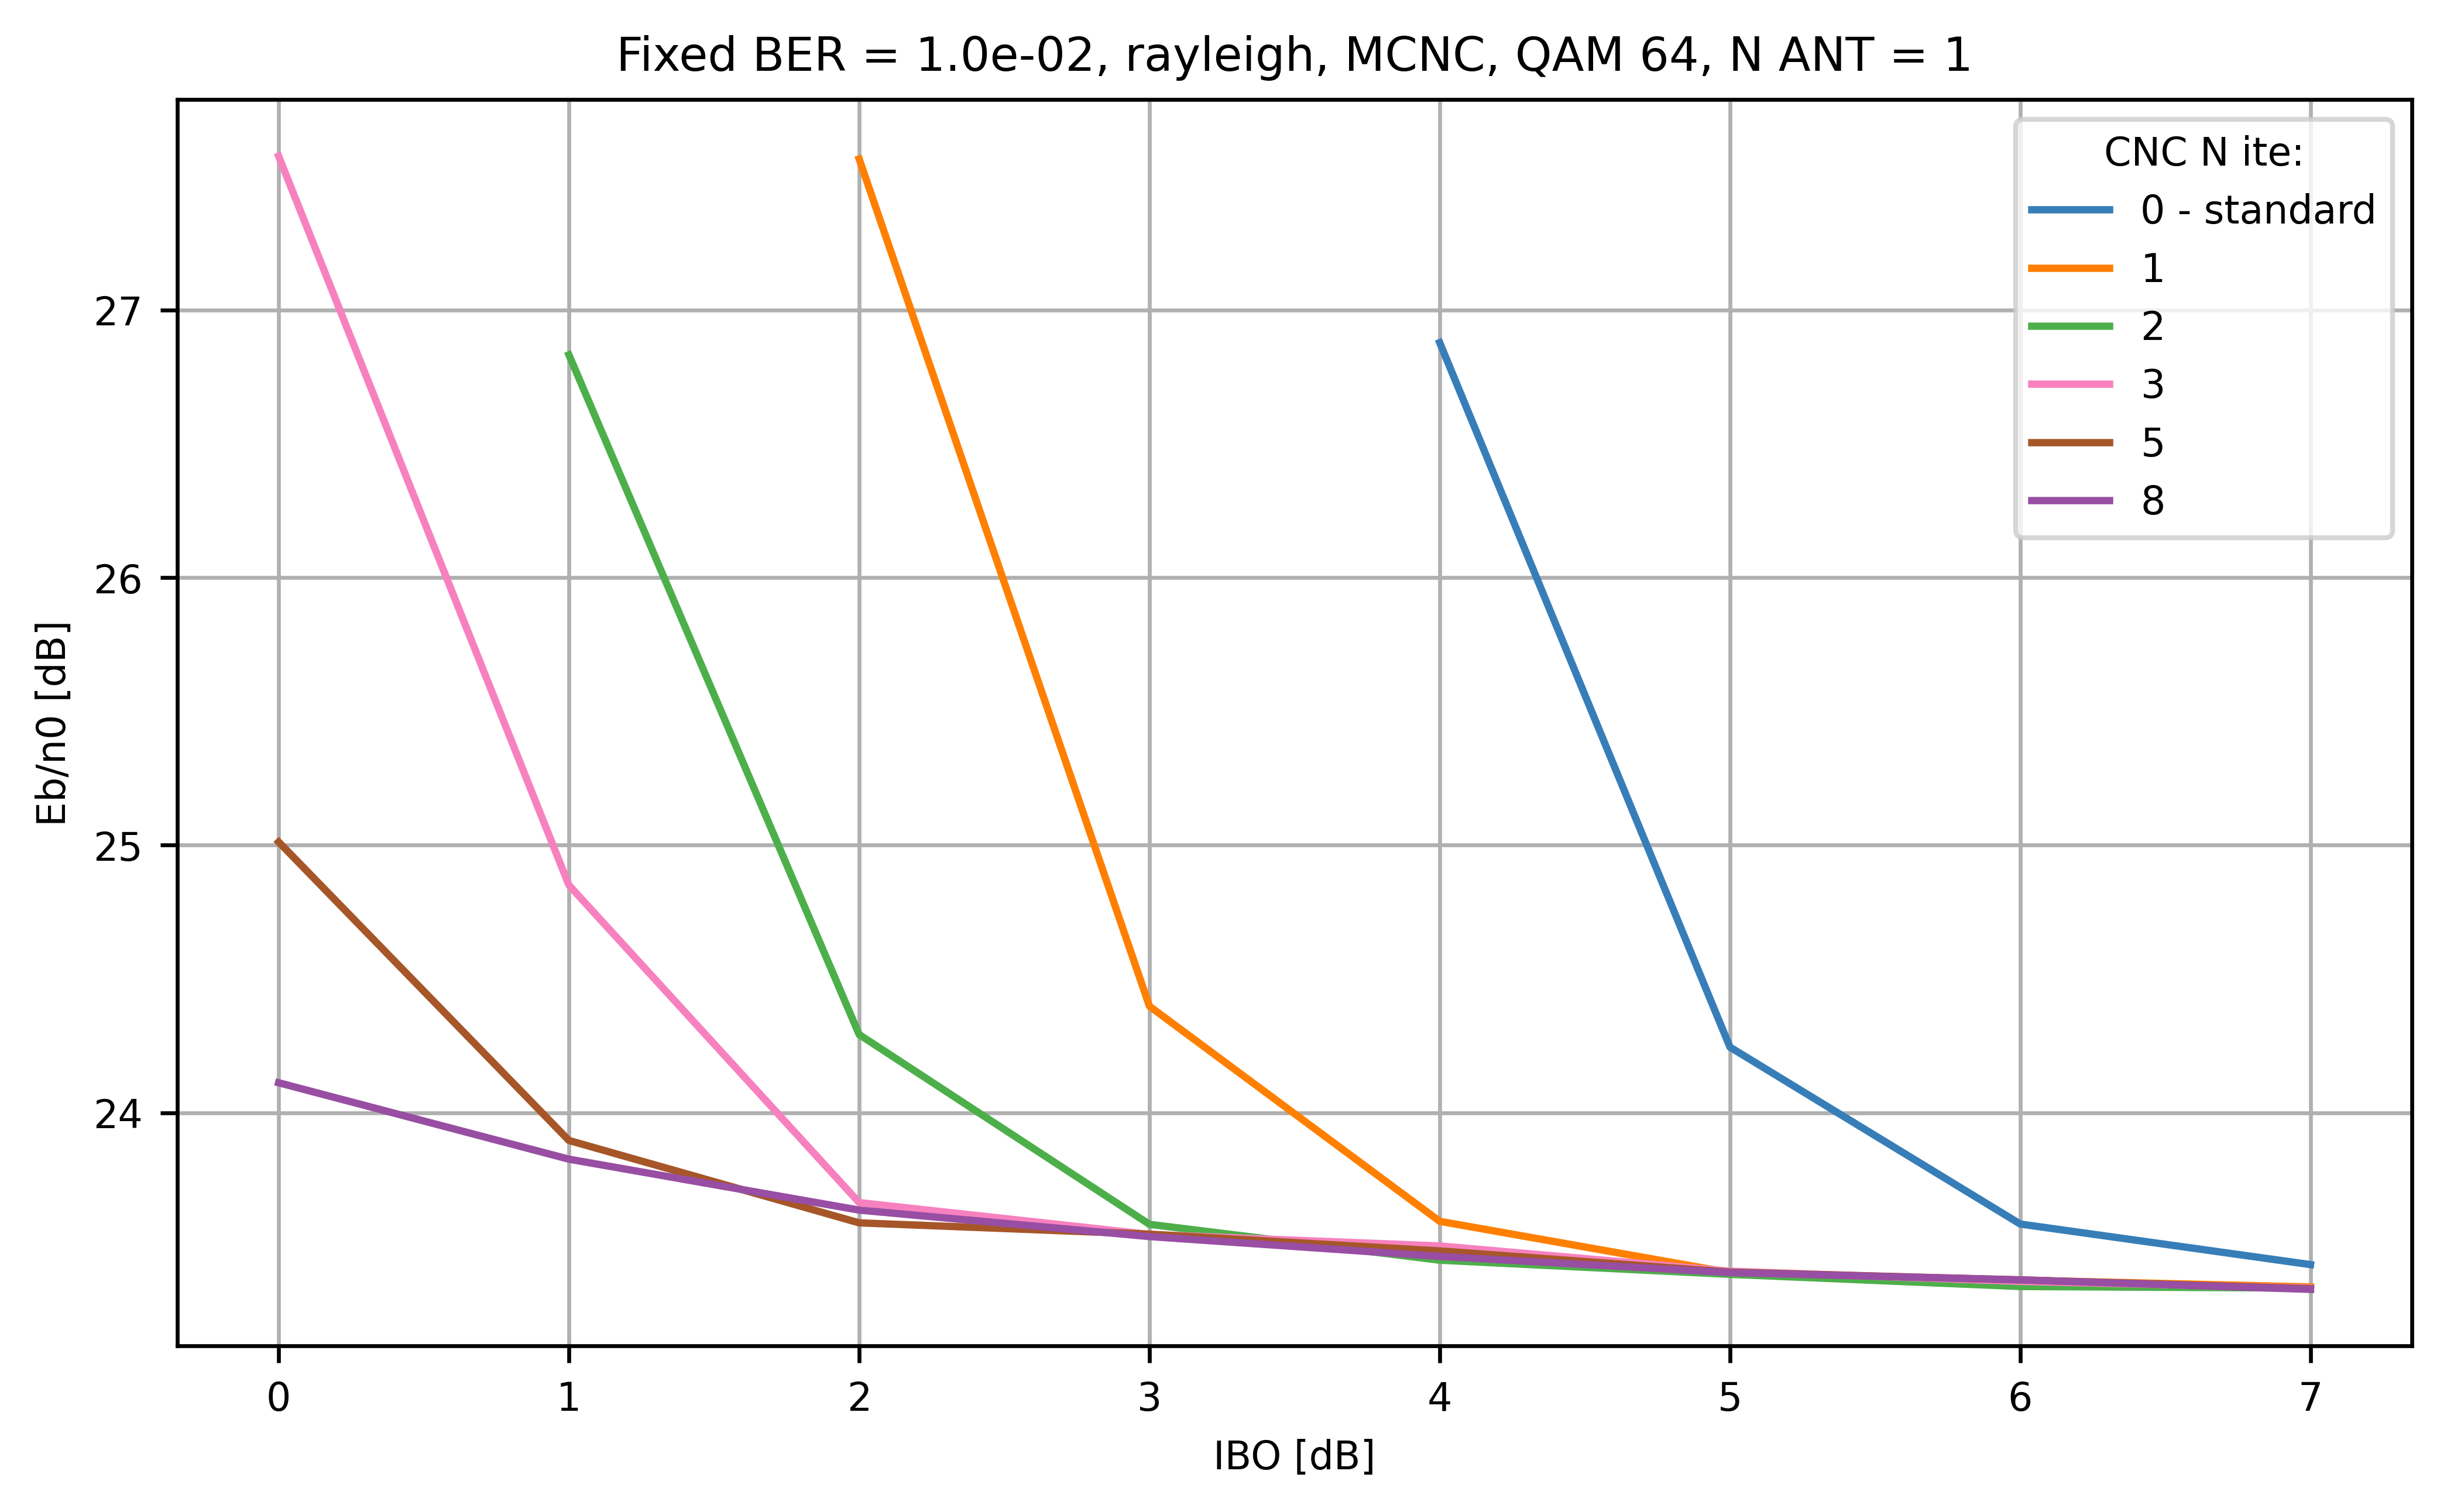 Fixed BER = 1.0e-02, rayleigh, MCNC, QAM 64, N ANT = 1
CNC N ite:
0 - standard
1
2
3
5
8
Eb/n0 [dB]
27
26
25
24
0 1 2 3 4 5 6 7
IBO [dB]